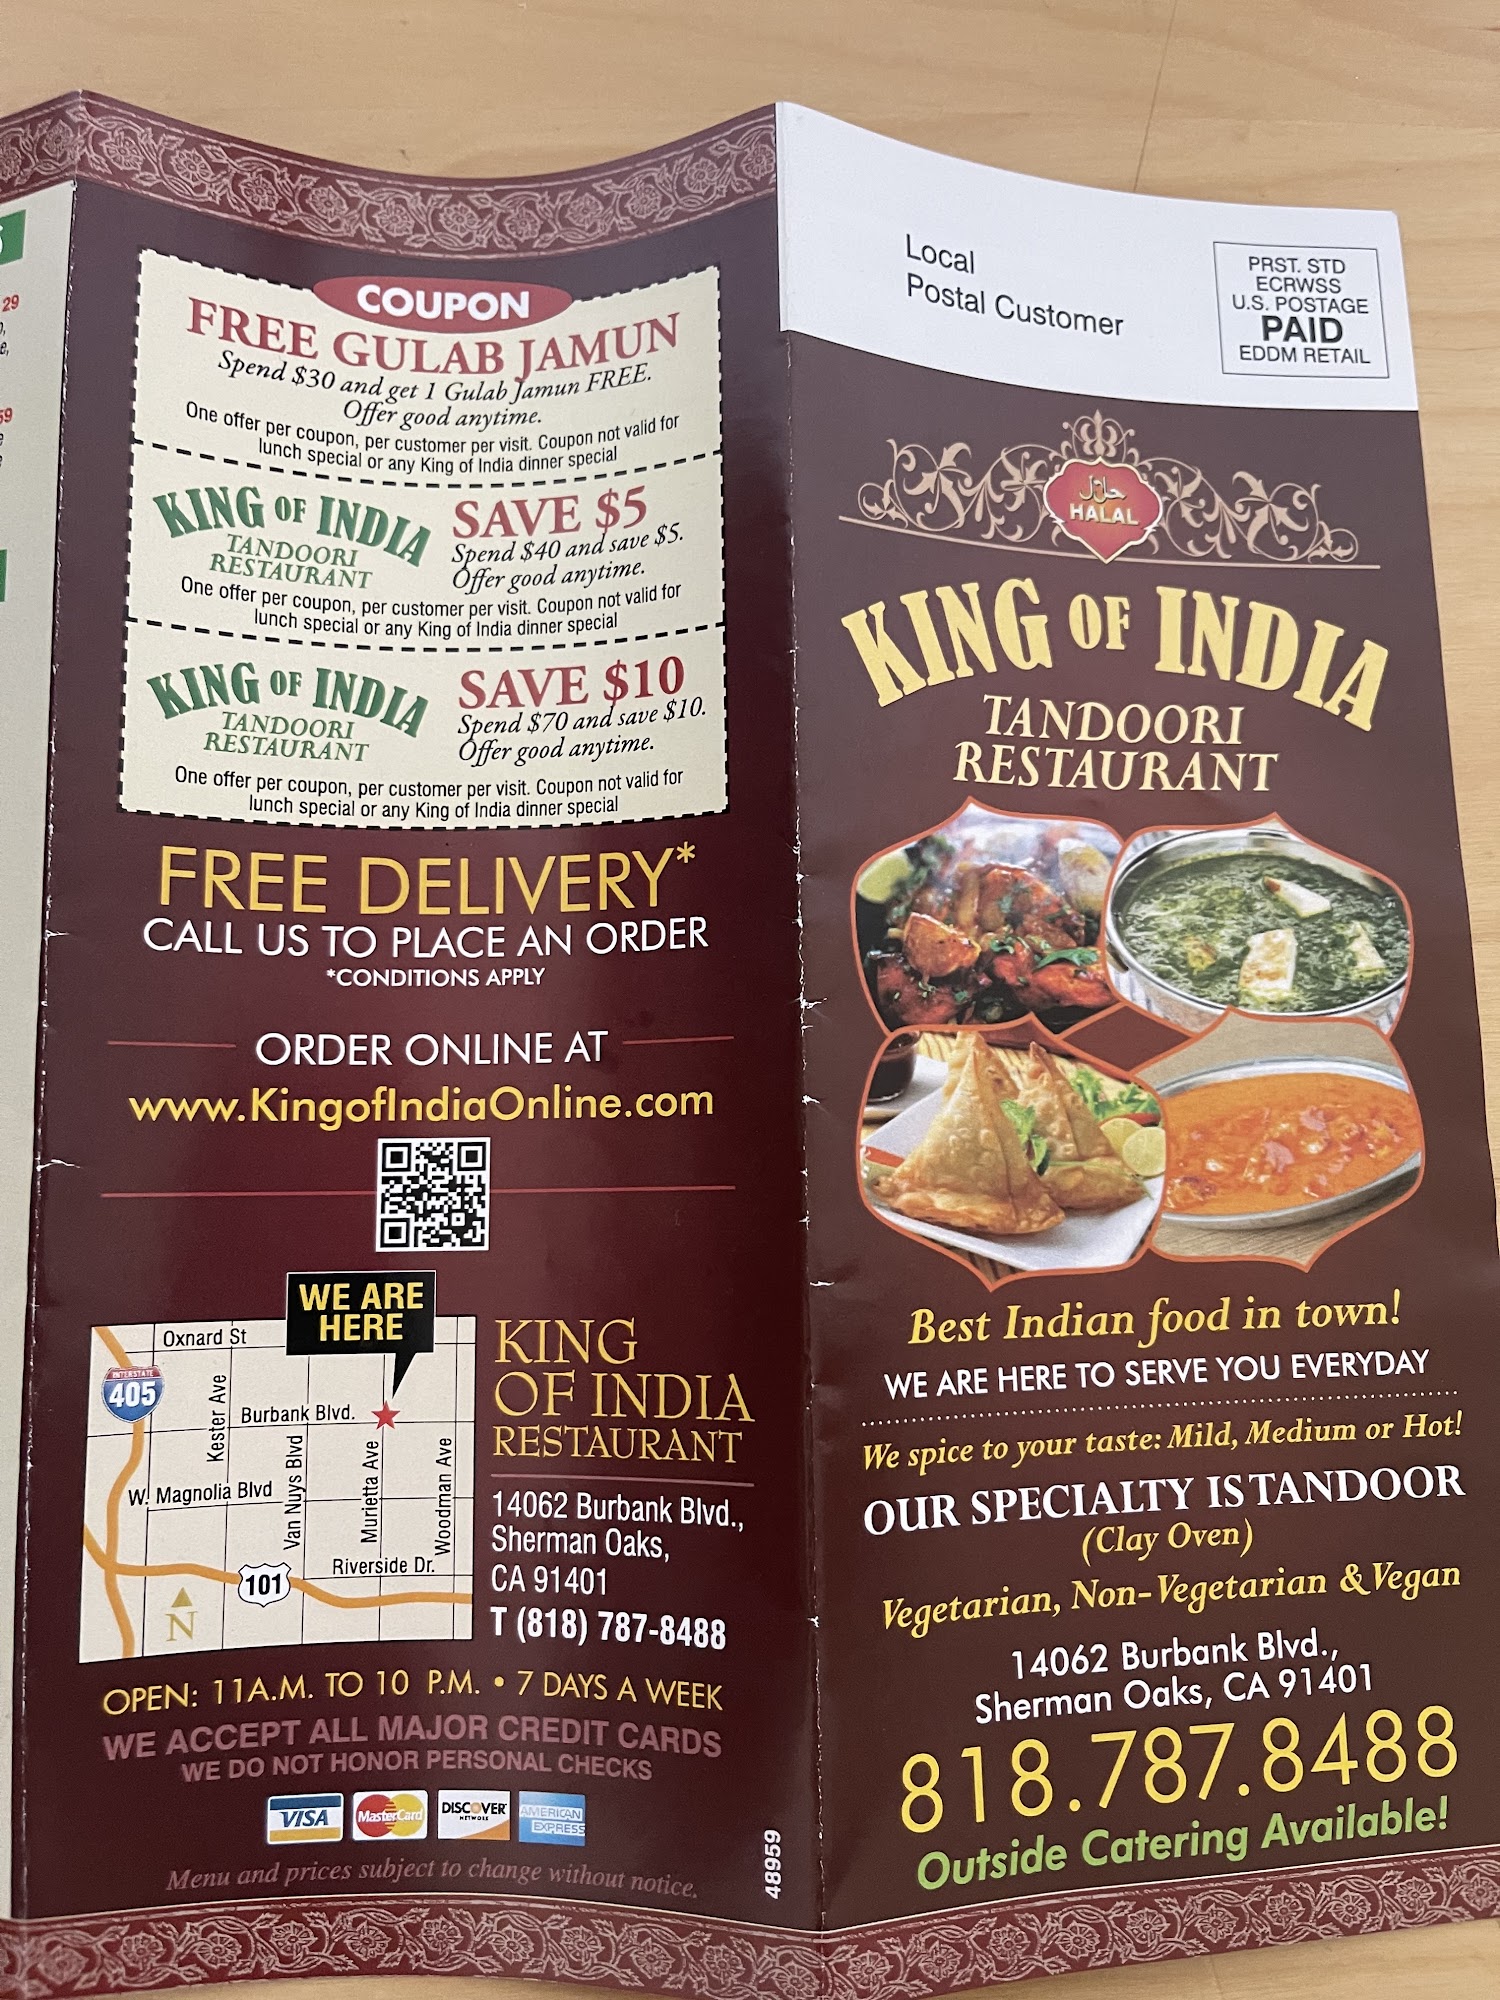 29
59
COUPON
FREE GULAB JAMUN
Spend $30 and get 1 Gulab Jamun FREE.
Offer good anytime.
One offer per coupon, per customer per visit. Coupon not valid for
lunch special or any King of India dinner special
KING OF INDIA
TANDOORI
RESTAURANT
SAVE $5
Spend $40 and save $5.
Offer good anytime.
One offer per coupon, per customer per visit. Coupon not valid for
lunch special or any King of India dinner special
KING OF INDIA
TANDOORI
RESTAURANT
SAVE $10
Spend $70 and save $10.
Offer good anytime.
One offer per coupon, per customer per visit. Coupon not valid for
lunch special or any King of India dinner special
FREE DELIVERY*
CALL US TO PLACE AN ORDER
*CONDITIONS APPLY
ORDER ONLINE AT
www.KingofIndiaOnline.com
WE ARE
HERE
Oxnard St
INTERSTATE
405
Kester Ave
Burbank Blvd.
Van Nuys Blvd
Murrietta Ave
Woodman Ave
W. Magnolia Blvd
Riverside Dr.
101
N
KING
OF INDIA
RESTAURANT
14062 Burbank Blvd.,
Sherman Oaks,
CA 91401
T (818) 787-8488
OPEN: 11A.M. TO 10 P.M. • 7 DAYS A WEEK
WE ACCEPT ALL MAJOR CREDIT CARDS
WE DO NOT HONOR PERSONAL CHECKS
VISA
MasterCard
DISCOVER
NETWORK
AMERICAN
EXPRESS
Menu and prices subject to change without notice.
48959
Local
Postal Customer
PRST. STD
ECRWSS
U.S. POSTAGE
PAID
EDDM RETAIL
حلال
HALAL
KING OF INDIA
TANDOORI
RESTAURANT
Best Indian food in town!
WE ARE HERE TO SERVE YOU EVERYDAY
We spice to your taste: Mild, Medium or Hot!
OUR SPECIALTY IS TANDOOR
(Clay Oven)
Vegetarian, Non-Vegetarian & Vegan
14062 Burbank Blvd.,
Sherman Oaks, CA 91401
818.787.8488
Outside Catering Available!